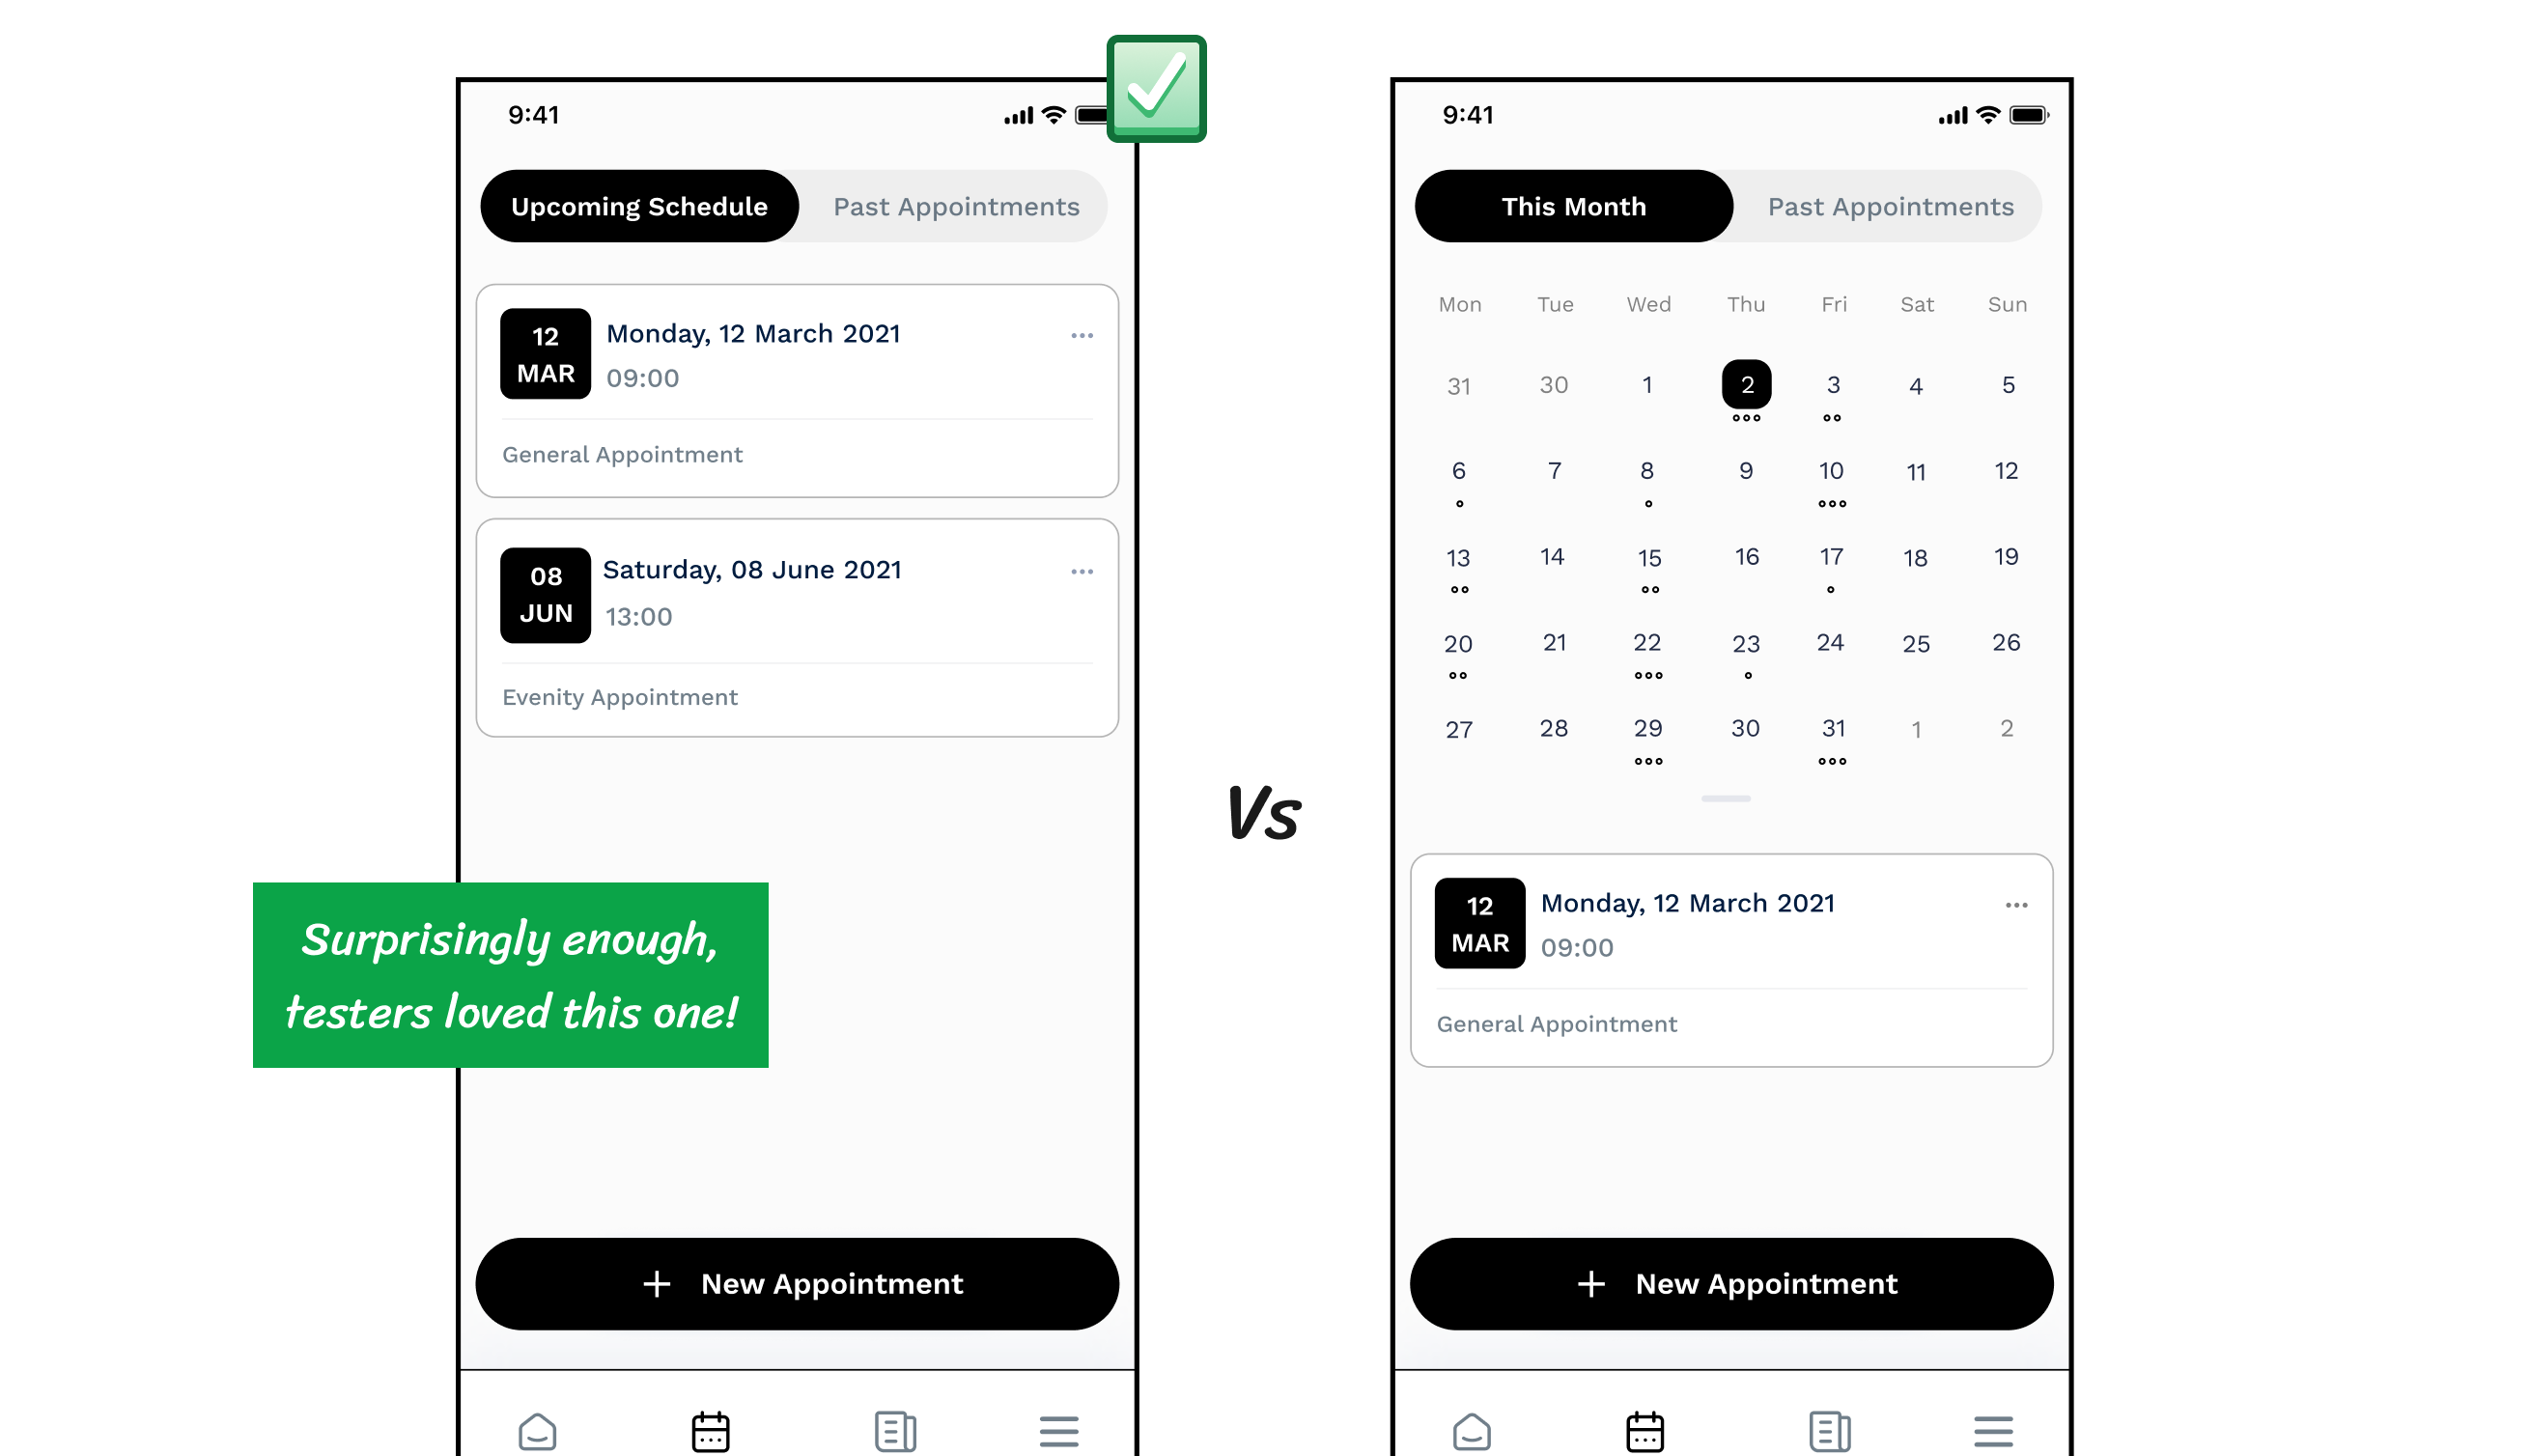 9:41
Upcoming Schedule
Past Appointments
12
MAR
Monday, 12 March 2021
09:00
General Appointment
08
JUN
Saturday, 08 June 2021
13:00
Evenity Appointment
Surprisingly enough,
testers loved this one!
+ New Appointment
Vs
9:41
This Month
Past Appointments
Mon Tue Wed Thu Fri Sat Sun
31 30 1 2 3 4 5
6 7 8 9 10 11 12
13 14 15 16 17 18 19
20 21 22 23 24 25 26
27 28 29 30 31 1 2
12
MAR
Monday, 12 March 2021
09:00
General Appointment
+ New Appointment